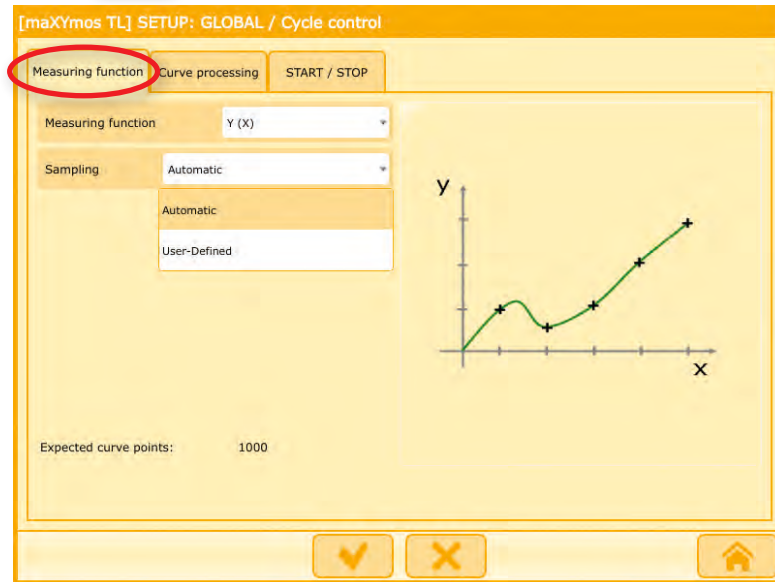 [maXYmos TL] SETUP: GLOBAL / Cycle control
Measuring function Curve processing START / STOP
Measuring function Y (X)
Sampling Automatic
Automatic
User-Defined
y
x
Expected curve points: 1000